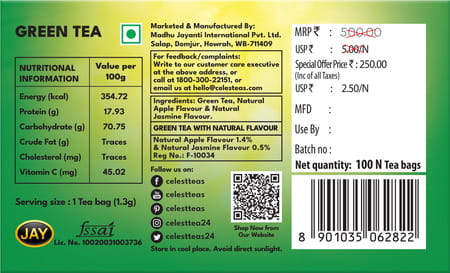 GREEN TEA
NUTRITIONAL INFORMATION Value per 100g
Energy (kcal) 354.72
Protein (g) 17.93
Carbohydrate (g) 70.75
Crude Fat (g) Traces
Cholesterol (mg) Traces
Vitamin C (mg) 45.02
Serving size : 1 Tea bag (1.3g)
JAY
fssai
Lic. No. 10020031003736
Marketed & Manufactured By:
Madhu Jayanti International Pvt. Ltd.
Salap, Domjur, Howrah, WB-711409
For feedback/complaints:
Write to our customer care executive
at the above address, or
call at 1800-300-22151, or
email us at hello@celesteas.com
Ingredients: Green Tea, Natural
Apple Flavour & Natural
Jasmine Flavour.
GREEN TEA WITH NATURAL FLAVOUR
Natural Apple Flavour 1.4%
& Natural Jasmine Flavour 0.5%
Reg No.: F-10034
Follow us on:
celestteas
celestteas
celestteas
celestteas24
celestteas24
Shop Now from
Our Website
Store in cool place. Avoid direct sunlight.
MRP ₹ : 500.00
USP ₹ : 5.00/N
Special Offer Price : ₹ : 250.00
(Inc of all Taxes)
USP ₹ : 2.50/N
MFD :
Use By :
Batch no :
Net quantity: 100 N Tea bags
8 901035 062822